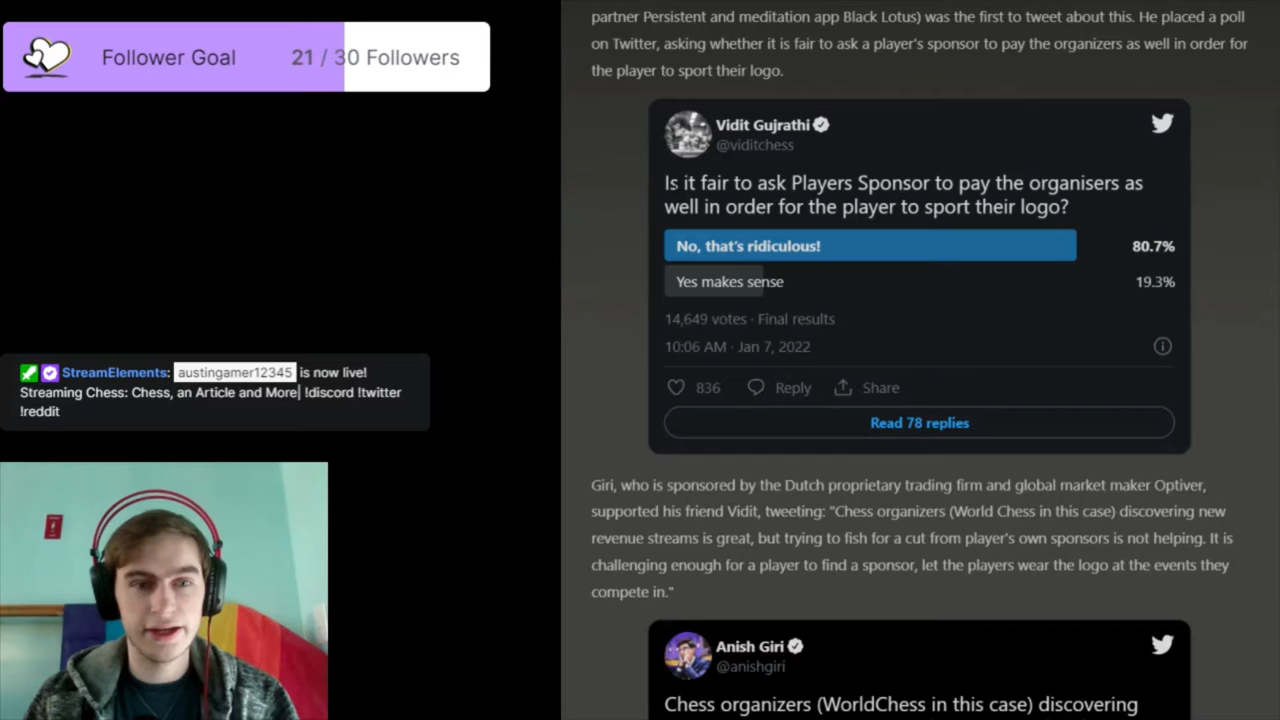 Follower Goal 21 / 30 Followers
StreamElements: austingamer12345 is now live!
Streaming Chess: Chess, an Article and More| !discord !twitter
!reddit
partner Persistent and meditation app Black Lotus) was the first to tweet about this. He placed a poll
on Twitter, asking whether it is fair to ask a player's sponsor to pay the organizers as well in order for
the player to sport their logo.
Vidit Gujrathi
@viditchess
Is it fair to ask Players Sponsor to pay the organisers as
well in order for the player to sport their logo?
No, that's ridiculous! 80.7%
Yes makes sense 19.3%
14,649 votes · Final results
10:06 AM · Jan 7, 2022
836 Reply Share
Read 78 replies
Giri, who is sponsored by the Dutch proprietary trading firm and global market maker Optiver,
supported his friend Vidit, tweeting: "Chess organizers (World Chess in this case) discovering new
revenue streams is great, but trying to fish for a cut from player's own sponsors is not helping. It is
challenging enough for a player to find a sponsor, let the players wear the logo at the events they
compete in."
Anish Giri
@anishgiri
Chess organizers (WorldChess in this case) discovering